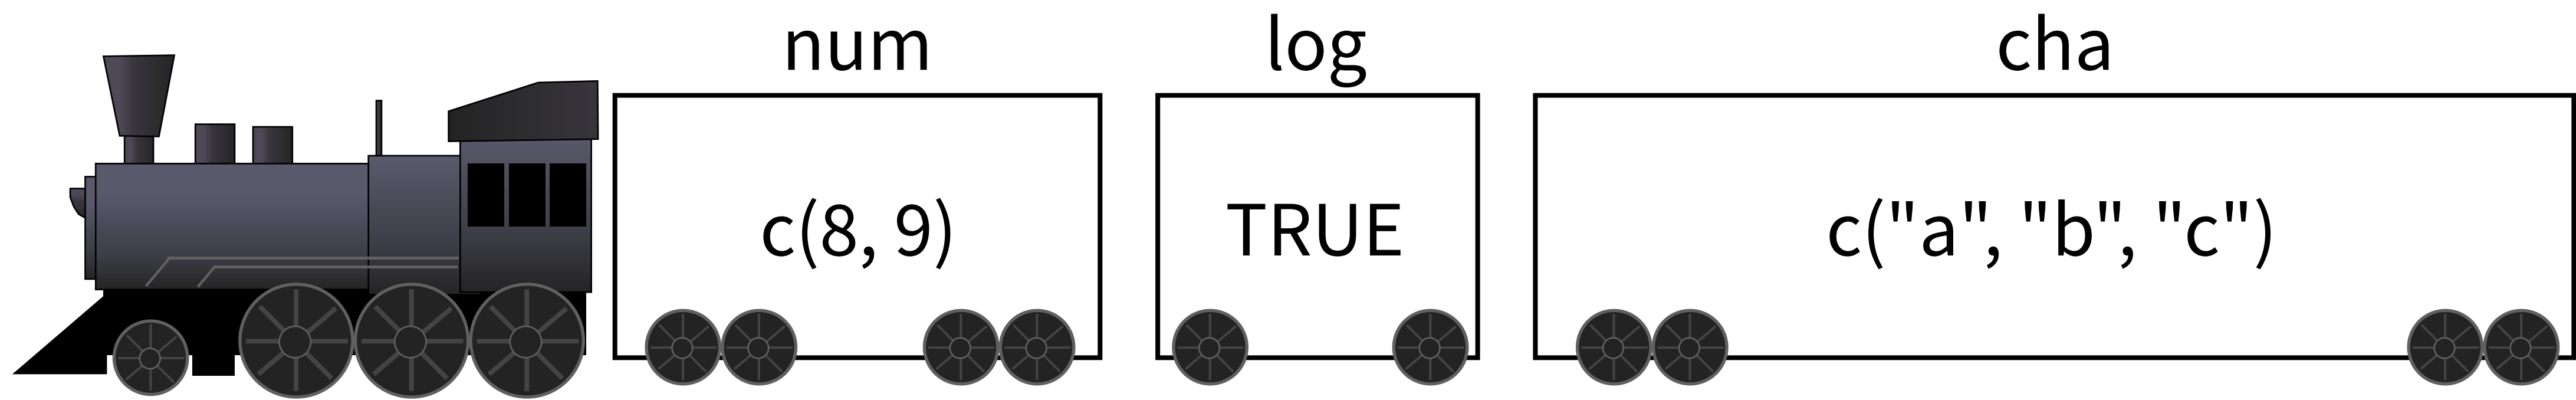 num
log
cha
c(8, 9)
TRUE
c("a", "b", "c")